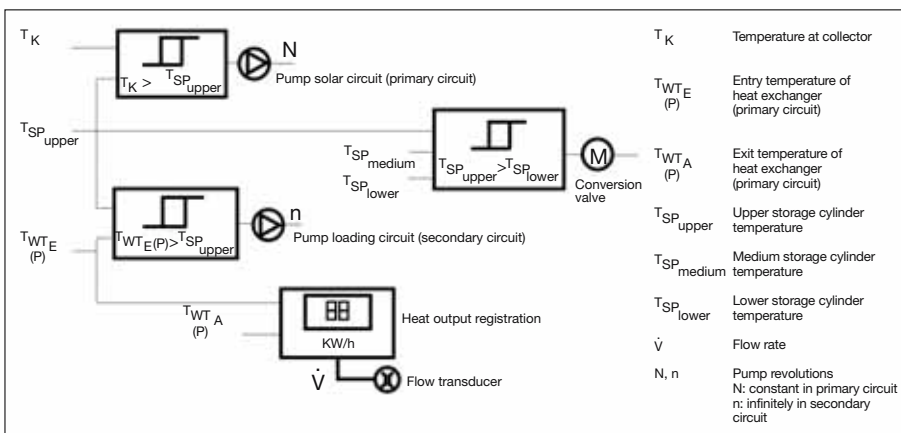 T K
N
T K > T SP upper
Pump solar circuit (primary circuit)
T SP upper
T SP medium
T SP lower
T SP upper > T SP lower
M
Conversion
valve
T WT E (P) > T SP upper
n
Pump loading circuit (secondary circuit)
T WT E
(P)
T WT A
(P)
KW/h
Heat output registration
V̇
Flow transducer
T K Temperature at collector
T WT E (P) Entry temperature of
heat exchanger
(primary circuit)
T WT A (P) Exit temperature of
heat exchanger
(primary circuit)
T SP upper Upper storage cylinder
temperature
T SP medium Medium storage cylinder
temperature
T SP lower Lower storage cylinder
temperature
V̇ Flow rate
N, n Pump revolutions
N: constant in primary circuit
n: infinitely in secondary
circuit